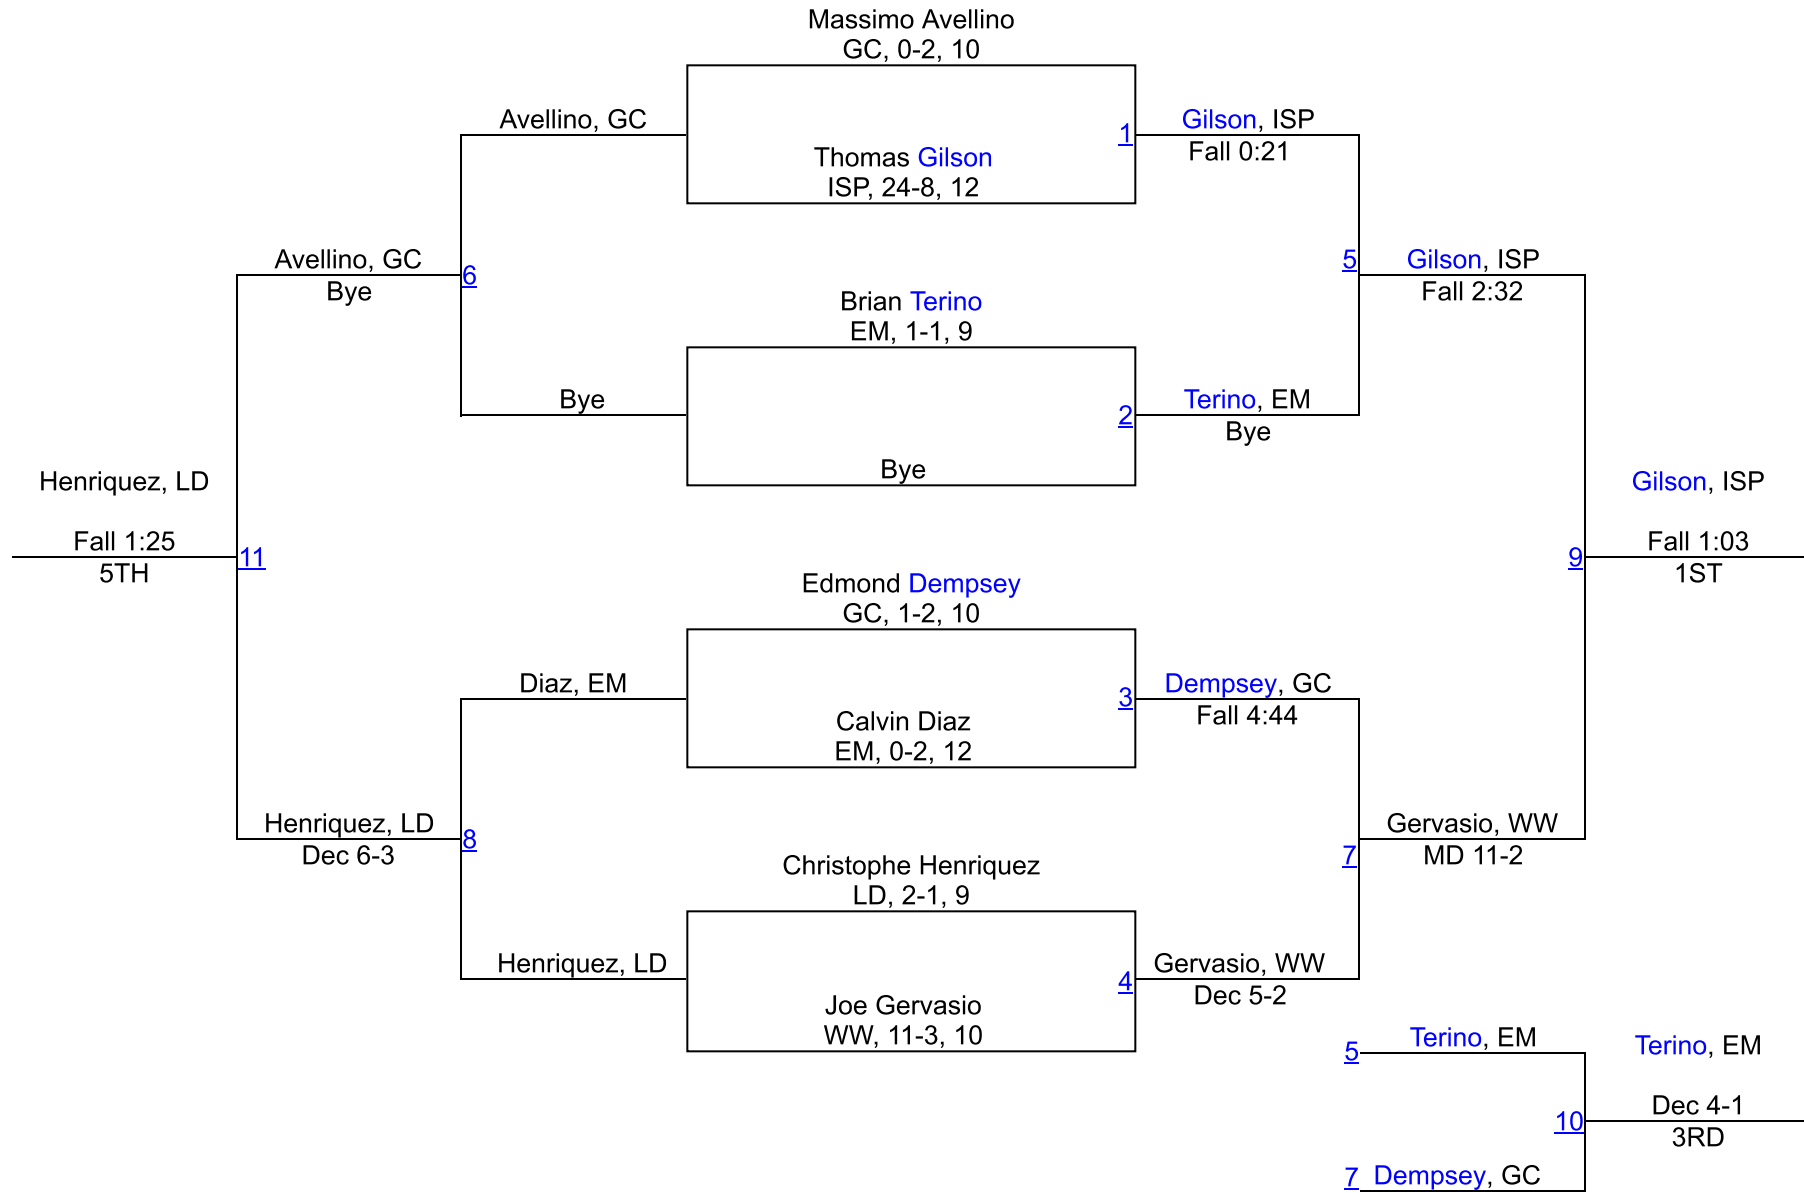 Massimo Avellino
GC, 0-2, 10
Avellino, GC
1
Gilson, ISP
Fall 0:21
Thomas Gilson
ISP, 24-8, 12
Avellino, GC
Bye
6
5
Gilson, ISP
Fall 2:32
Brian Terino
EM, 1-1, 9
Bye
2
Terino, EM
Bye
Bye
Henriquez, LD
Fall 1:25
5TH
11
9
Gilson, ISP
Fall 1:03
1ST
Edmond Dempsey
GC, 1-2, 10
Diaz, EM
3
Dempsey, GC
Fall 4:44
Calvin Diaz
EM, 0-2, 12
Henriquez, LD
Dec 6-3
8
7
Gervasio, WW
MD 11-2
Christophe Henriquez
LD, 2-1, 9
Henriquez, LD
4
Gervasio, WW
Dec 5-2
Joe Gervasio
WW, 11-3, 10
5
Terino, EM
Terino, EM
10
Dec 4-1
3RD
7
Dempsey, GC